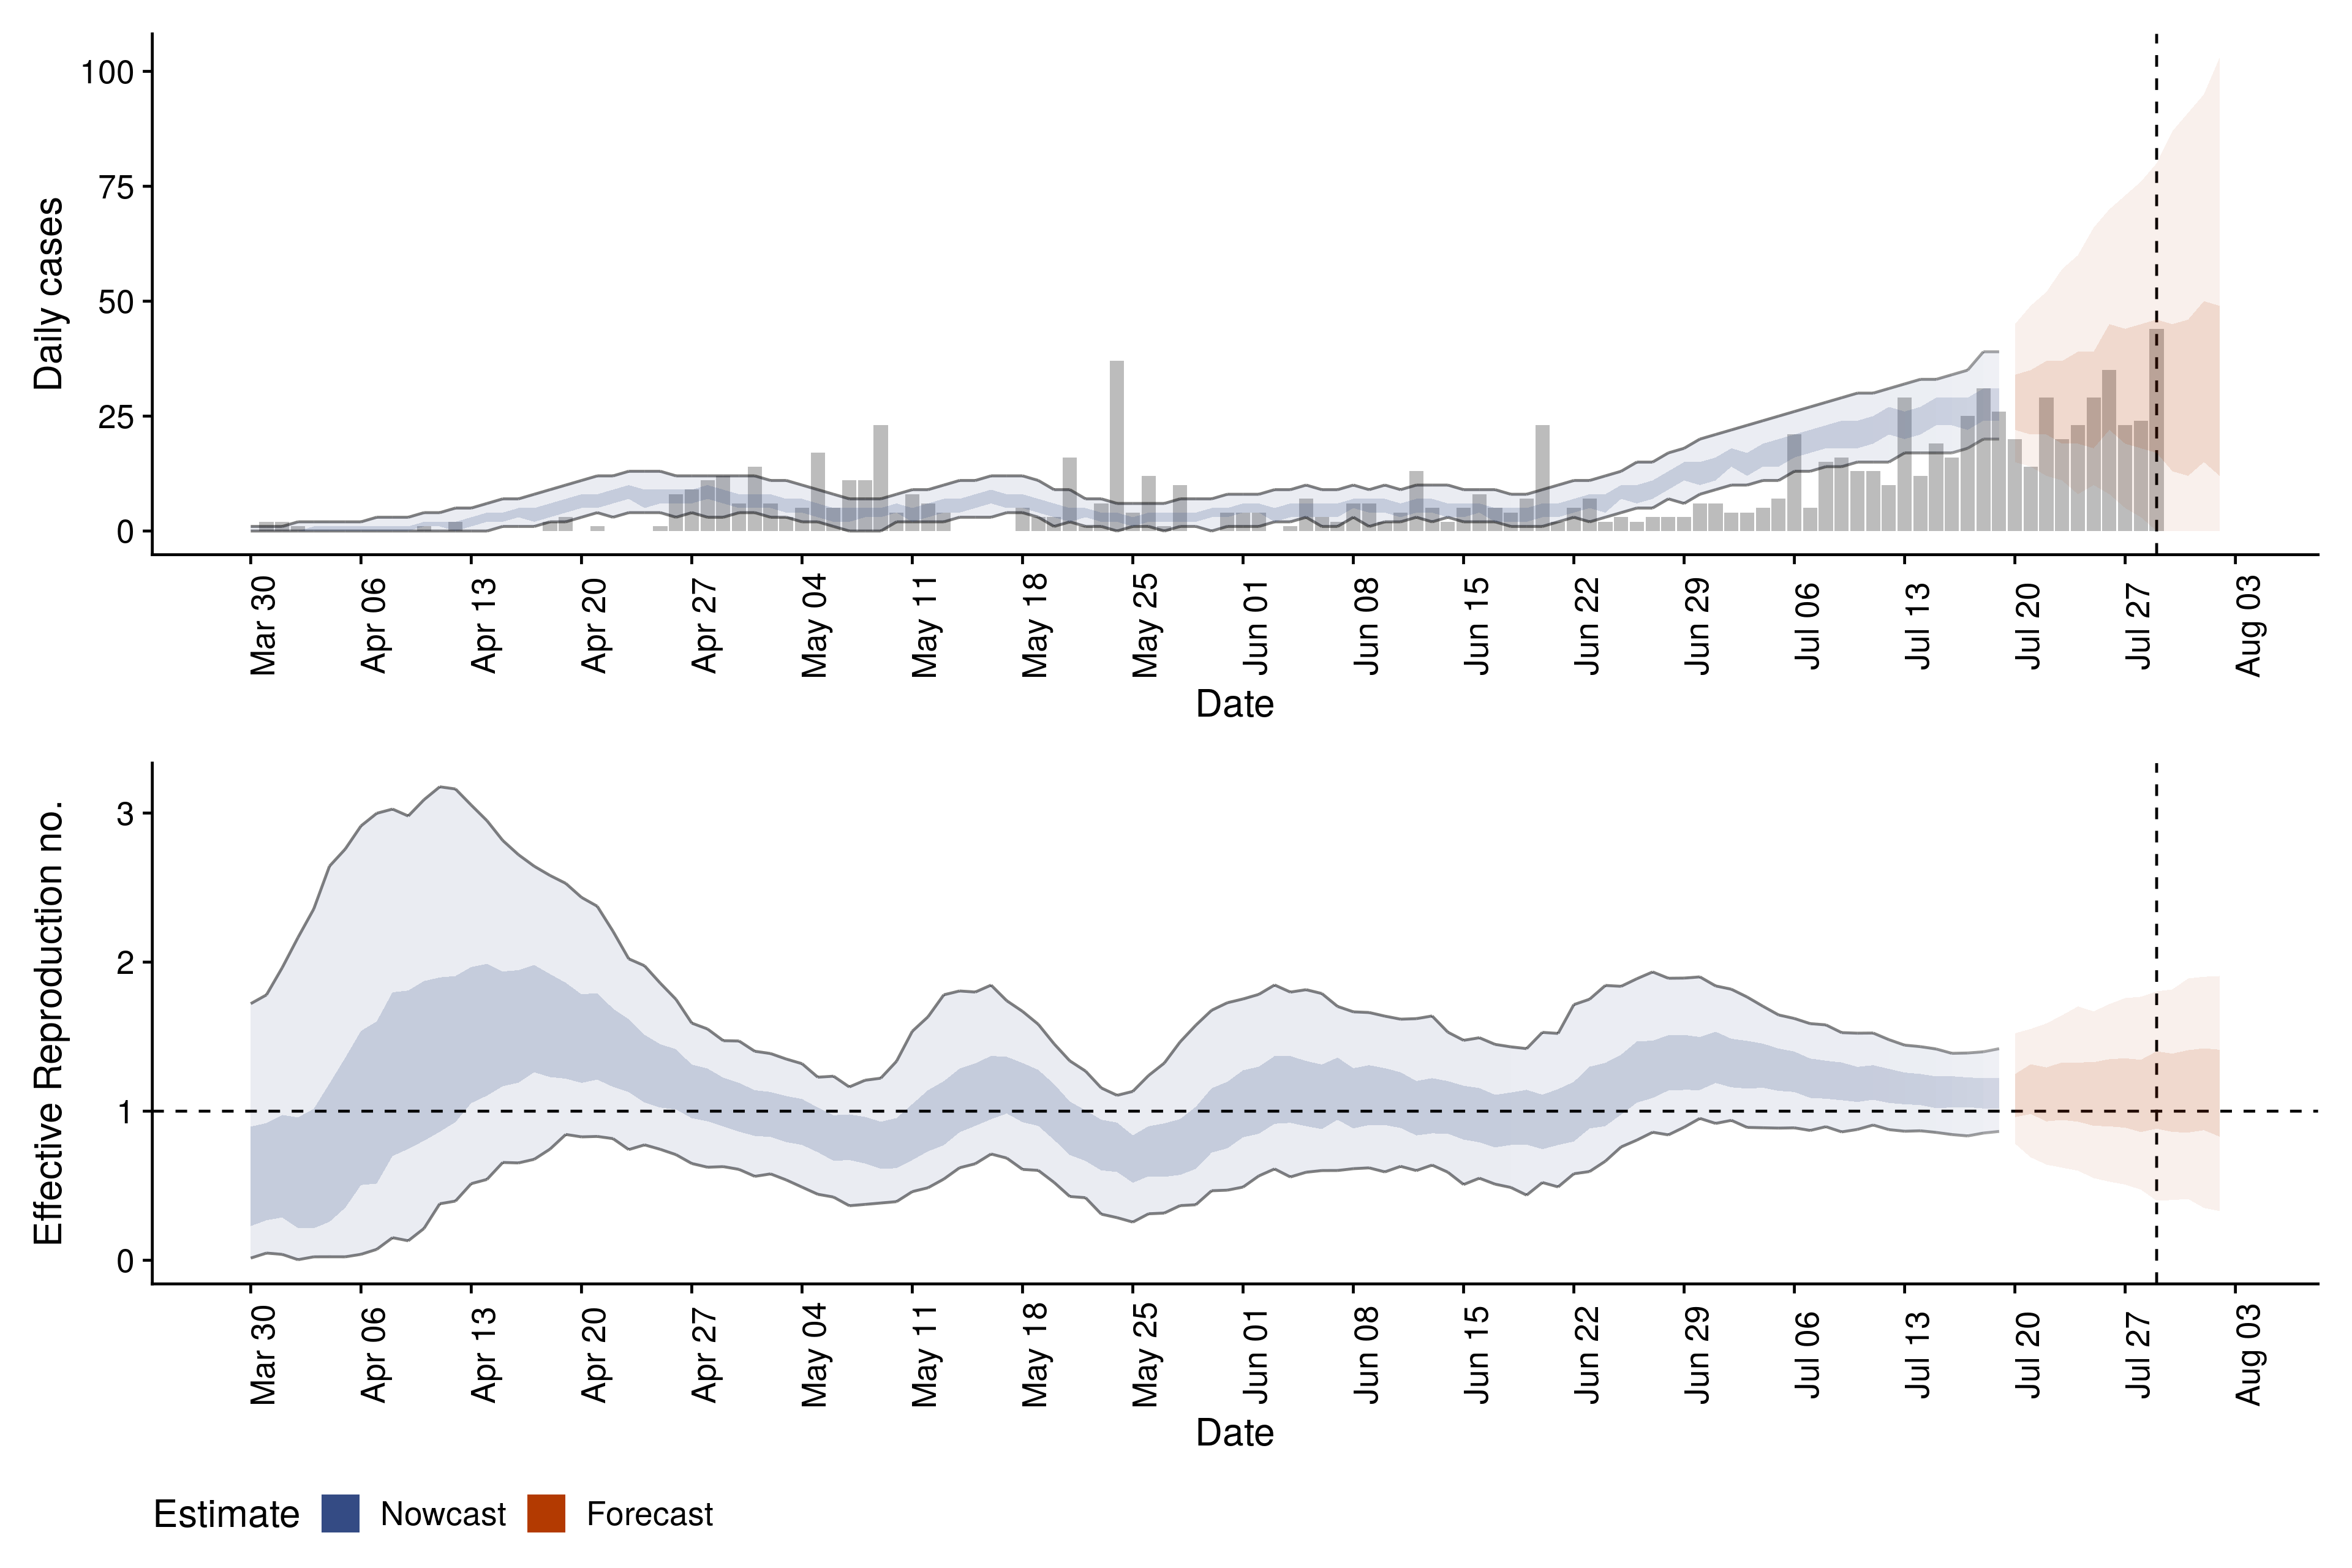 Daily cases
100
75
50
25
0
Mar 30
Apr 06
Apr 13
Apr 20
Apr 27
May 04
May 11
May 18
May 25
Jun 01
Jun 08
Jun 15
Jun 22
Jun 29
Jul 06
Jul 13
Jul 20
Jul 27
Aug 03
Date
Effective Reproduction no.
3
2
1
0
Mar 30
Apr 06
Apr 13
Apr 20
Apr 27
May 04
May 11
May 18
May 25
Jun 01
Jun 08
Jun 15
Jun 22
Jun 29
Jul 06
Jul 13
Jul 20
Jul 27
Aug 03
Date
Estimate Nowcast Forecast